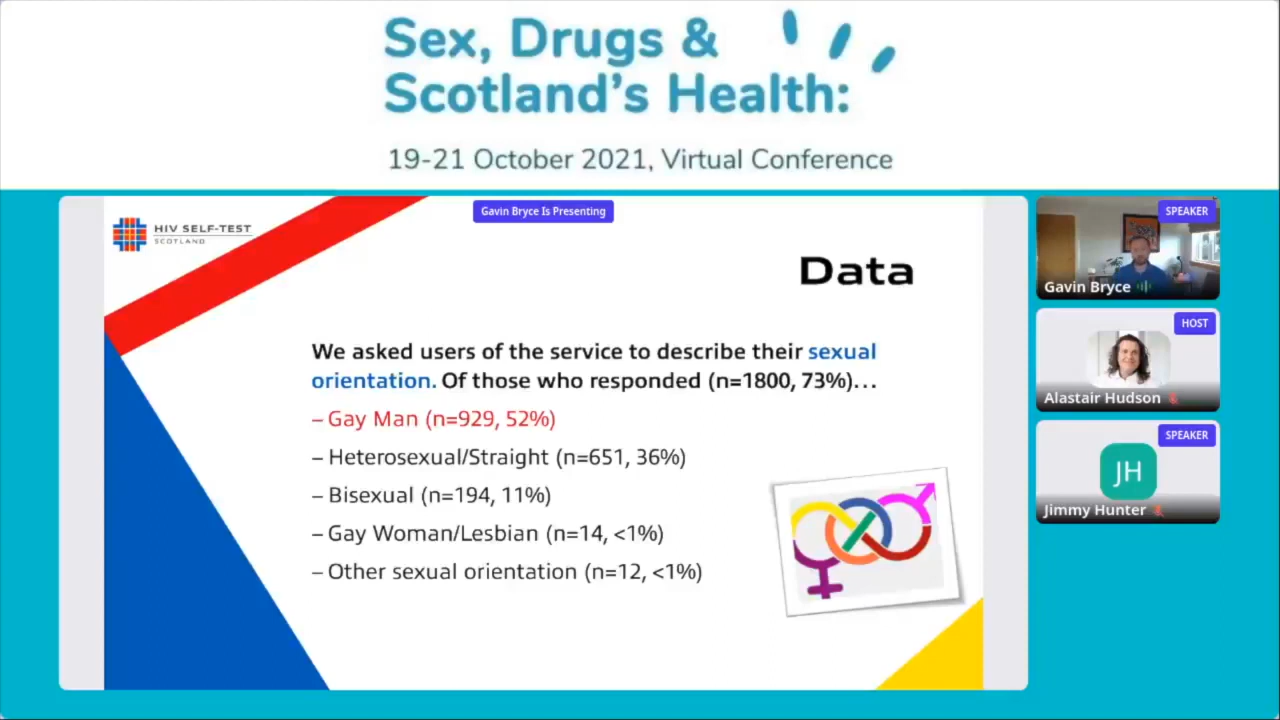 Sex, Drugs &
Scotland's Health:
19-21 October 2021, Virtual Conference
Gavin Bryce Is Presenting
HIV SELF-TEST
SCOTLAND
Data
We asked users of the service to describe their sexual
orientation. Of those who responded (n=1800, 73%)...
– Gay Man (n=929, 52%)
– Heterosexual/Straight (n=651, 36%)
– Bisexual (n=194, 11%)
– Gay Woman/Lesbian (n=14, <1%)
– Other sexual orientation (n=12, <1%)
SPEAKER
Gavin Bryce
HOST
Alastair Hudson
SPEAKER
JH
Jimmy Hunter